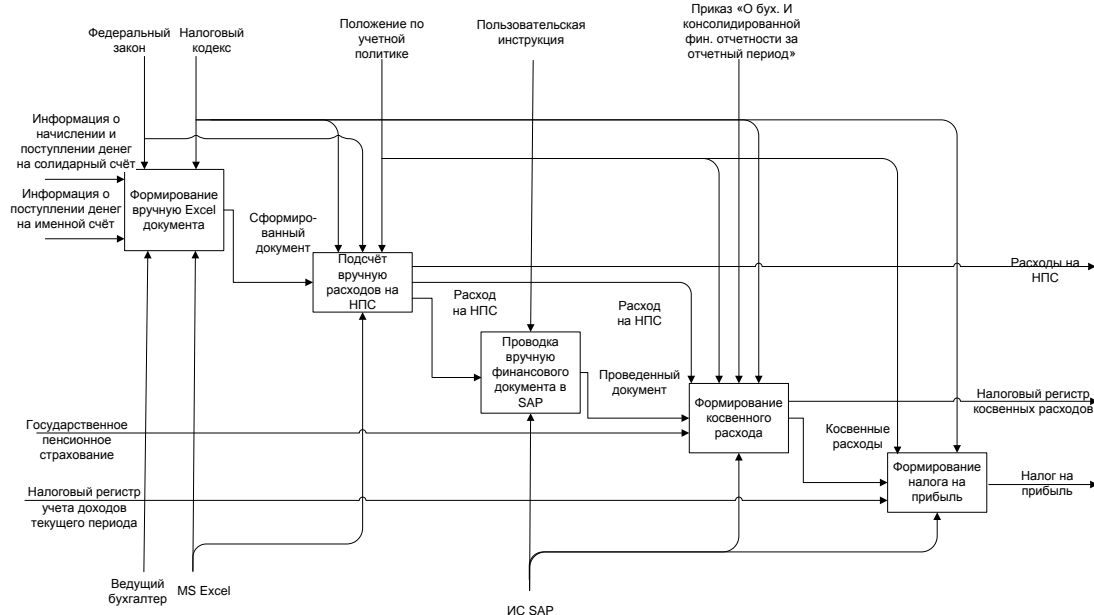 Федеральный
закон
Налоговый
кодекс
Положение по
учетной
политике
Пользовательская
инструкция
Приказ «О бух. И
консолидированной
фин. отчетности за
отчетный период»
Информация о
начислении и
поступлении денег
на солидарный счёт
Информация о
поступлении денег
на именной счёт
Формирование
вручную Excel
документа
Сформиро-
ванный
документ
Подсчёт
вручную
расходов на
НПС
Расходы на
НПС
Расход
на НПС
Расход
на НПС
Проводка
вручную
финансового
документа в
SAP
Проведенный
документ
Формирование
косвенного
расхода
Налоговый регистр
косвенных расходов
Государственное
пенсионное
страхование
Косвенные
расходы
Формирование
налога на
прибыль
Налог на
прибыль
Налоговый регистр
учета доходов
текущего периода
Ведущий
бухгалтер
MS Excel
ИС SAP